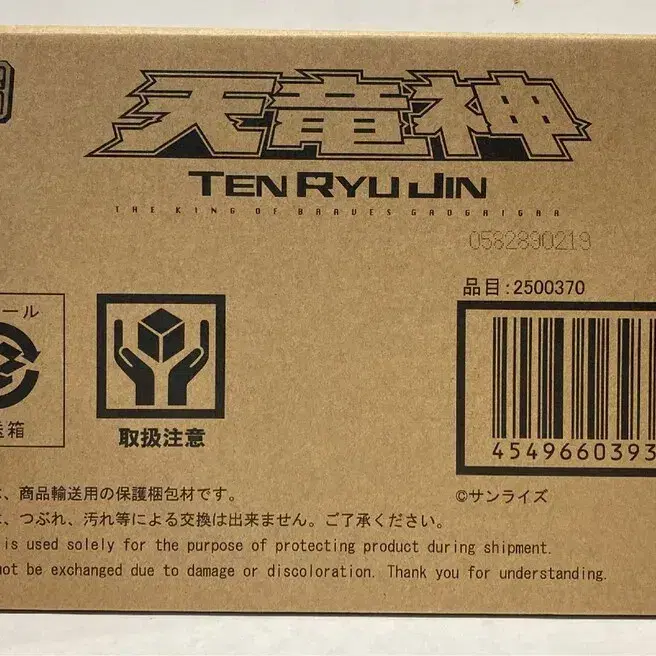 天竜神
TEN RYU JIN
THE KING OF BRAVES GAOGAIGAR
0582890219
品目:2500370
ール
送箱
取扱注意
4549660393
©サンライズ
、商品輸送用の保護梱包材です。
、つぶれ、汚れ等による交換は出来ません。ご了承ください。
is used solely for the purpose of protecting product during shipment.
not be exchanged due to damage or discoloration. Thank you for understanding.